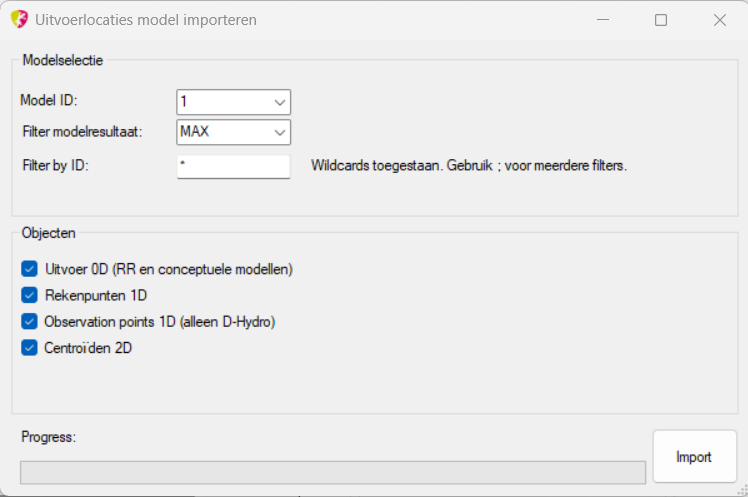 Uitvoerlocaties model importeren
Modelselectie
Model ID: 1
Filter modelresultaat: MAX
Filter by ID: * Wildcards toegestaan. Gebruik ; voor meerdere filters.
Objecten
Uitvoer 0D (RR en conceptuele modellen)
Rekenpunten 1D
Observation points 1D (alleen D-Hydro)
Centroïden 2D
Progress:
Import